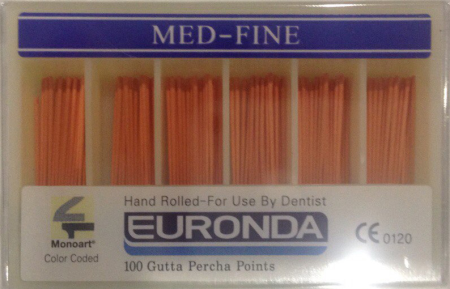 MED-FINE
Hand Rolled-For Use By Dentist
EURONDA
CE 0120
Monoart®
Color Coded
100 Gutta Percha Points